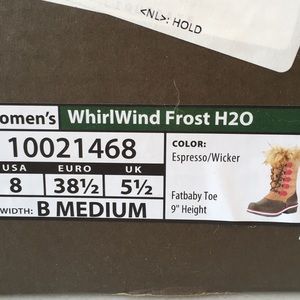 <NL>: HOLD
omen's WhirlWind Frost H2O
10021468
COLOR:
Espresso/Wicker
USA EURO UK
8 38½ 5½
Fatbaby Toe
9" Height
WIDTH: B MEDIUM